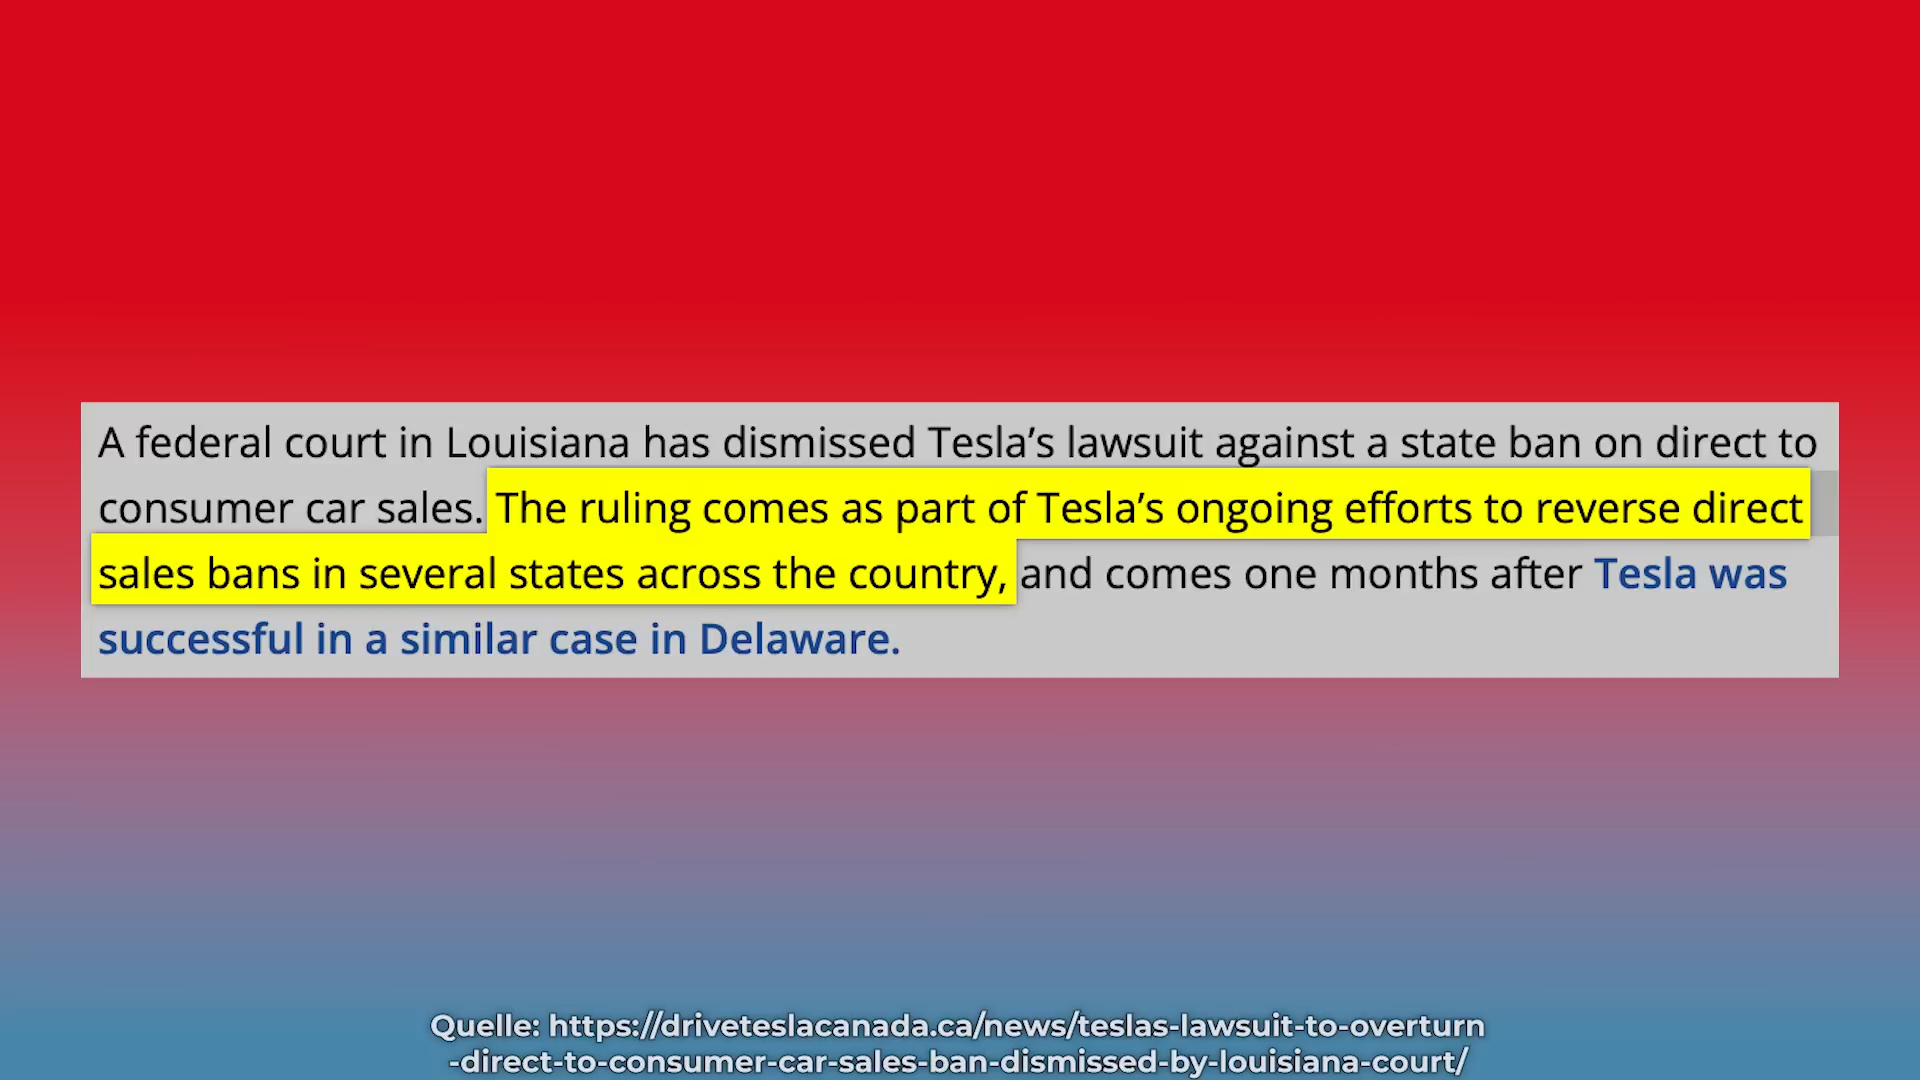 A federal court in Louisiana has dismissed Tesla’s lawsuit against a state ban on direct to
consumer car sales. The ruling comes as part of Tesla’s ongoing efforts to reverse direct
sales bans in several states across the country, and comes one months after Tesla was
successful in a similar case in Delaware.
Quelle: https://driveteslacanada.ca/news/teslas-lawsuit-to-overturn
-direct-to-consumer-car-sales-ban-dismissed-by-louisiana-court/